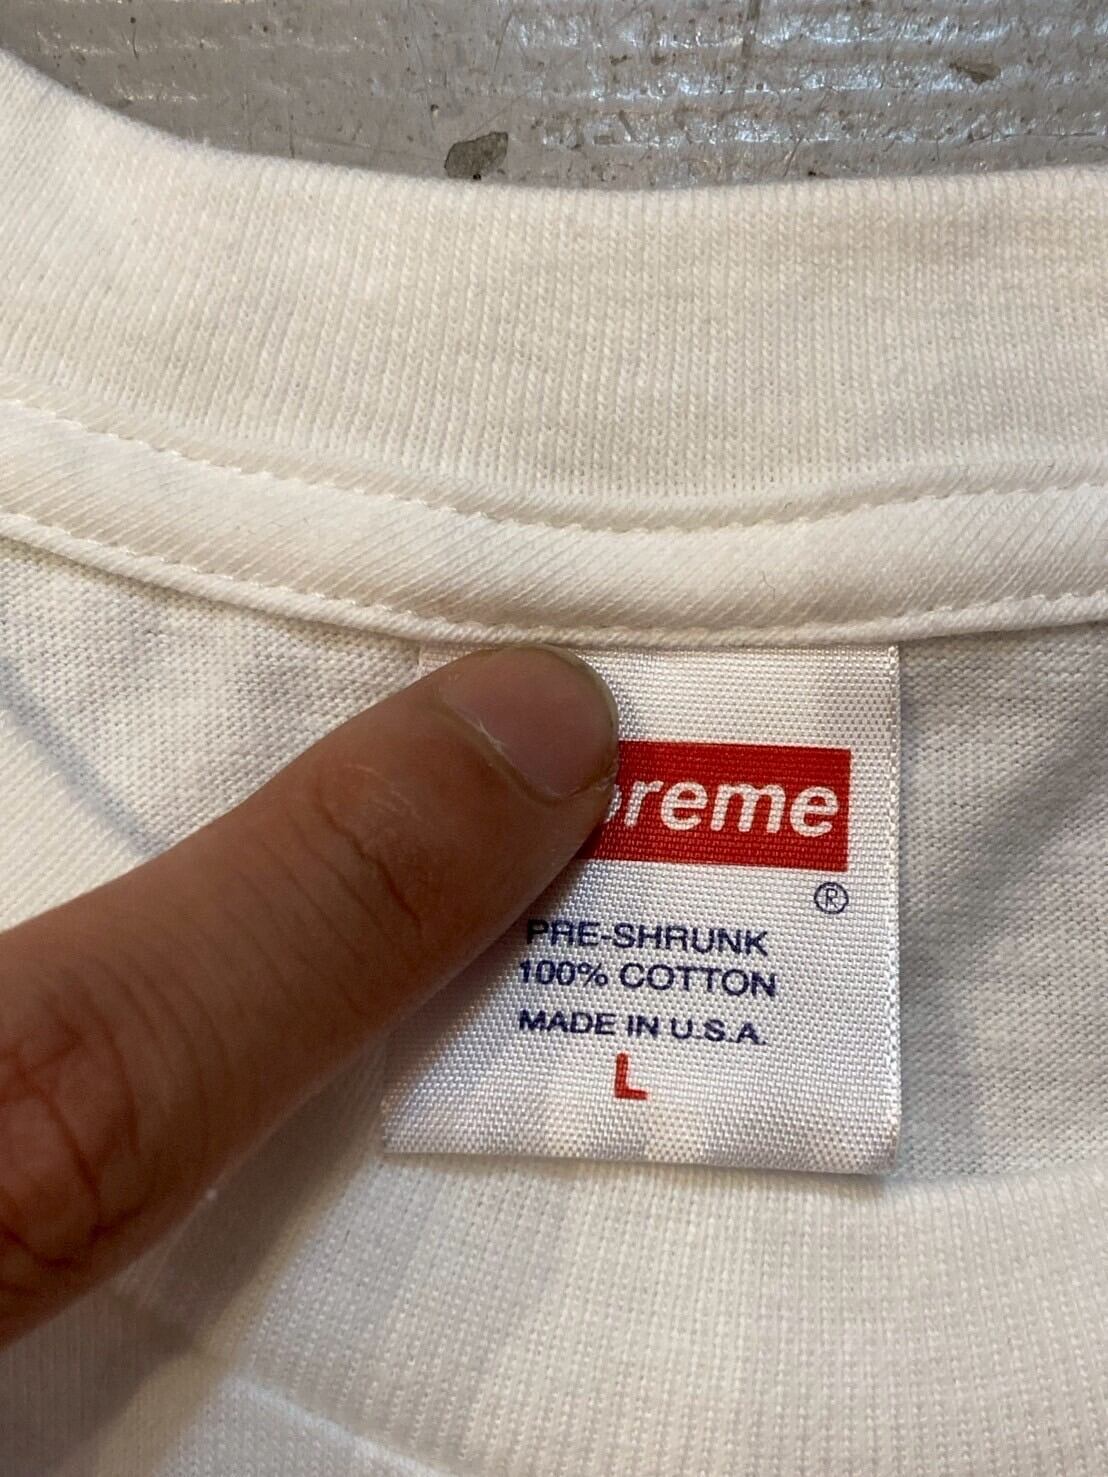 preme
®
PRE-SHRUNK
100% COTTON
MADE IN U.S.A.
L